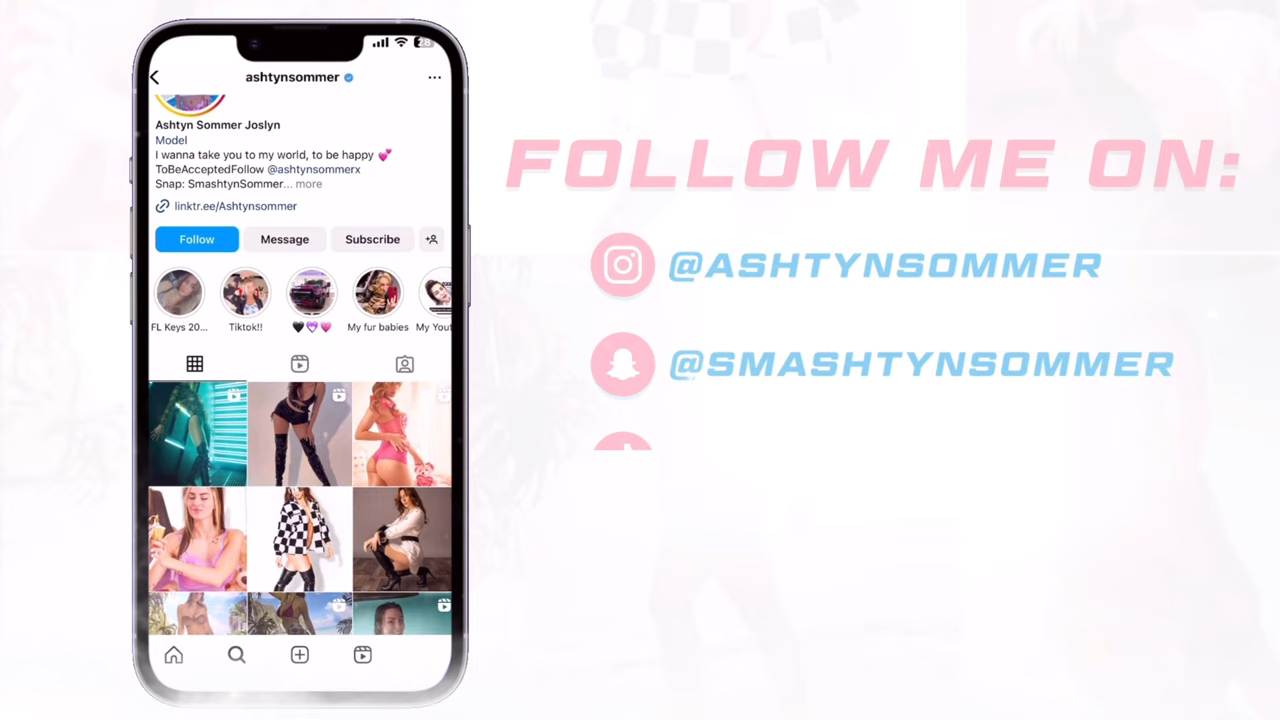 28
ashtynsommer
Ashtyn Sommer Joslyn
Model
I wanna take you to my world, to be happy 💕
ToBeAcceptedFollow @ashtynsommerx
Snap: SmashtynSommer... more
linktr.ee/Ashtynsommer
Follow
Message
Subscribe
FL Keys 20...
Tiktok!!
🖤💜💗
My fur babies
My You
FOLLOW ME ON:
@ASHTYNSOMMER
@SMASHTYNSOMMER